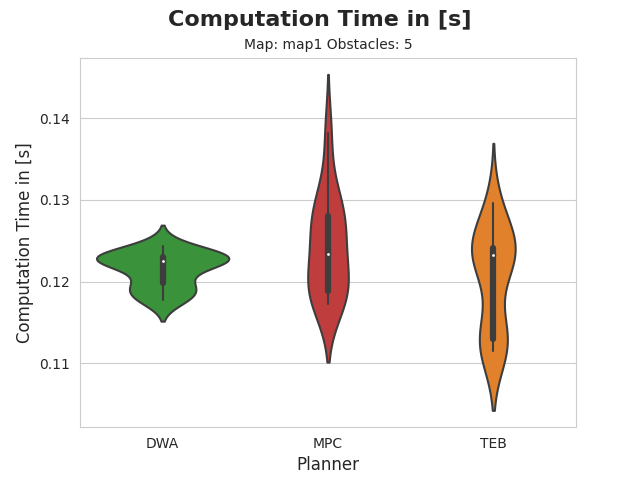 Computation Time in [s]
Map: map1 Obstacles: 5
Computation Time in [s]
0.14
0.13
0.12
0.11
DWA
MPC
TEB
Planner